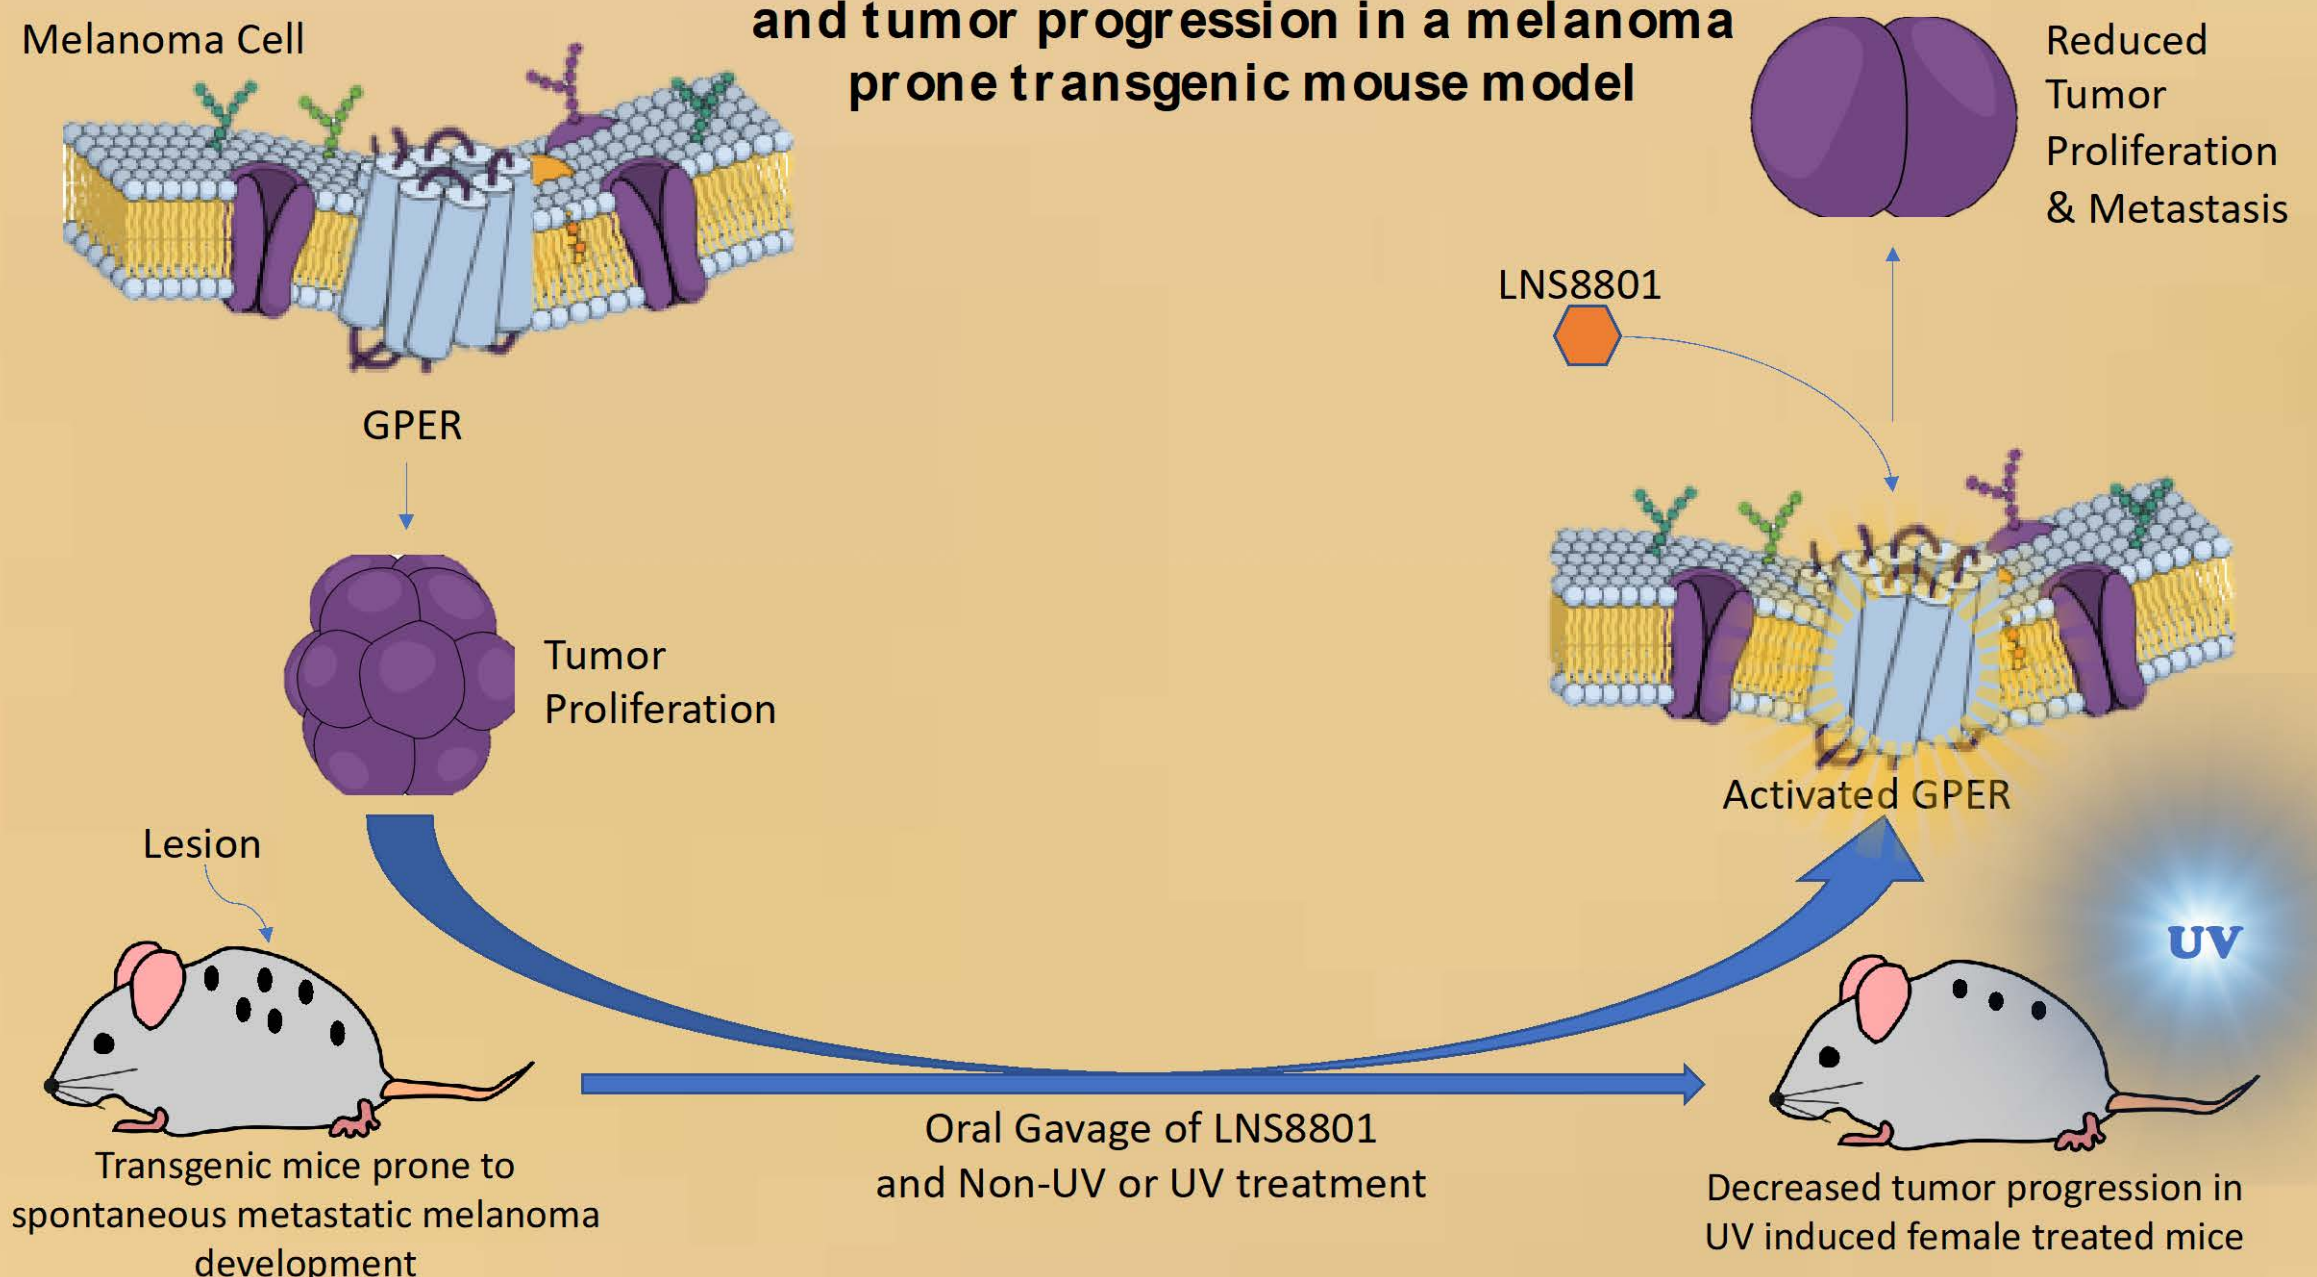 and tumor progression in a melanoma
prone transgenic mouse model
Melanoma Cell
GPER
Tumor
Proliferation
Lesion
Transgenic mice prone to
spontaneous metastatic melanoma
development
Oral Gavage of LNS8801
and Non-UV or UV treatment
Reduced
Tumor
Proliferation
& Metastasis
LNS8801
Activated GPER
UV
Decreased tumor progression in
UV induced female treated mice